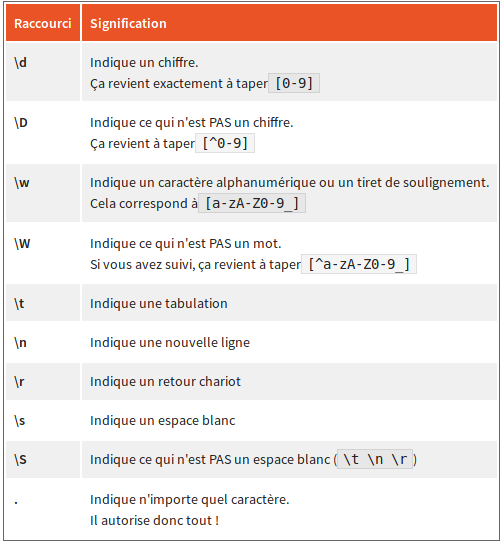 Raccourci Signification
\d Indique un chiffre.
Ça revient exactement à taper [0-9]
\D Indique ce qui n'est PAS un chiffre.
Ça revient à taper [^0-9]
\w Indique un caractère alphanumérique ou un tiret de soulignement.
Cela correspond à [a-zA-Z0-9_]
\W Indique ce qui n'est PAS un mot.
Si vous avez suivi, ça revient à taper [^a-zA-Z0-9_]
\t Indique une tabulation
\n Indique une nouvelle ligne
\r Indique un retour chariot
\s Indique un espace blanc
\S Indique ce qui n'est PAS un espace blanc ( \t \n \r )
. Indique n'importe quel caractère.
Il autorise donc tout !